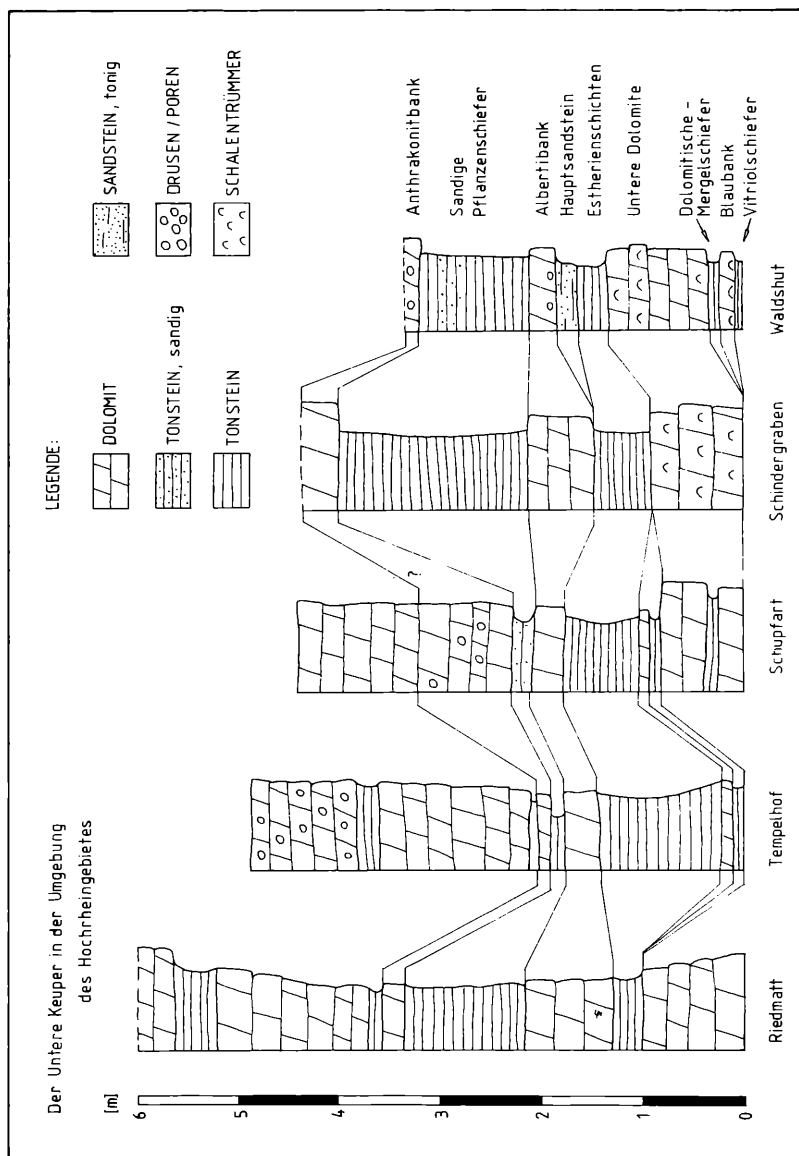 Der Untere Keuper in der Umgebung
des Hochrheingebietes
LEGENDE:
DOLOMIT
TONSTEIN, sandig
TONSTEIN
SANDSTEIN, tonig
DRUSEN / POREN
SCHALENTRÜMMER
[m]
6
5
4
3
2
1
0
?
Anthrakonitbank
Sandige
Pflanzenschiefer
Albertibank
Hauptsandstein
Estherienschichten
Untere Dolomite
Dolomitische-
Mergelschiefer
Blaubank
Vitriolschiefer
Riedmatt
Tempelhof
Schupfart
Schindergraben
Waldshut